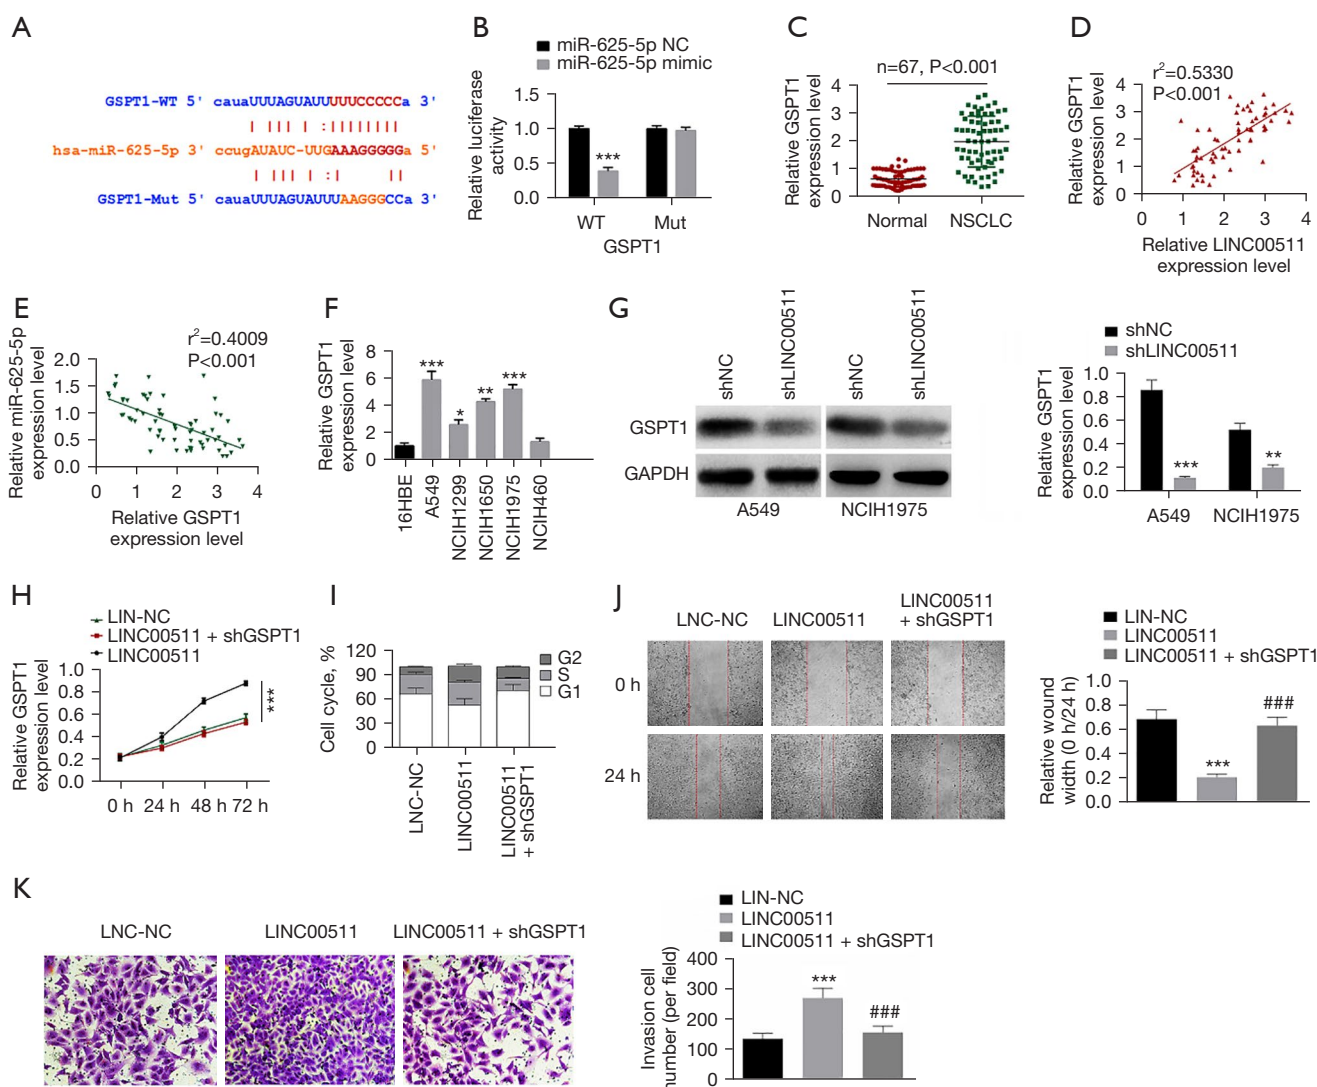 A
GSPT1-WT 5' cauaUUUAGUAUUUUUCCCCCa 3'
hsa-miR-625-5p 3' ccugAUAUC-UUGAAAGGGGGa 5'
GSPT1-Mut 5' cauaUUUAGUAUUUAAGGGCCa 3'
B
miR-625-5p NC
miR-625-5p mimic
Relative luciferase
activity
1.5
1.0
0.5
0.0
***
WT
Mut
GSPT1
C
n=67, P<0.001
Relative GSPT1
expression level
4
3
2
1
0
Normal
NSCLC
D
r²=0.5330
P<0.001
Relative GSPT1
expression level
4
3
2
1
0
0 1 2 3 4
Relative LINC00511
expression level
E
r²=0.4009
P<0.001
Relative miR-625-5p
expression level
2.0
1.5
1.0
0.5
0.0
0 1 2 3 4
Relative GSPT1
expression level
F
Relative GSPT1
expression level
8
6
4
2
0
***
*
**
***
16HBE
A549
NCIH1299
NCIH1650
NCIH1975
NCIH460
G
shNC
shLINC00511
shNC
shLINC00511
GSPT1
GAPDH
A549
NCIH1975
shNC
shLINC00511
Relative GSPT1
expression level
1.0
0.8
0.6
0.4
0.2
0.0
***
**
A549
NCIH1975
H
LIN-NC
LINC00511 + shGSPT1
LINC00511
Relative GSPT1
expression level
1.0
0.8
0.6
0.4
0.2
0.0
***
0 h 24 h 48 h 72 h
I
Cell cycle, %
120
90
60
30
0
G2
S
G1
LNC-NC
LINC00511
LINC00511
+ shGSPT1
J
LNC-NC
LINC00511
LINC00511
+ shGSPT1
0 h
24 h
LIN-NC
LINC00511
LINC00511 + shGSPT1
Relative wound
width (0 h/24 h)
1.0
0.8
0.6
0.4
0.2
0.0
***
###
K
LNC-NC
LINC00511
LINC00511 + shGSPT1
LIN-NC
LINC00511
LINC00511 + shGSPT1
Invasion cell
number (per field)
400
300
200
100
0
***
###